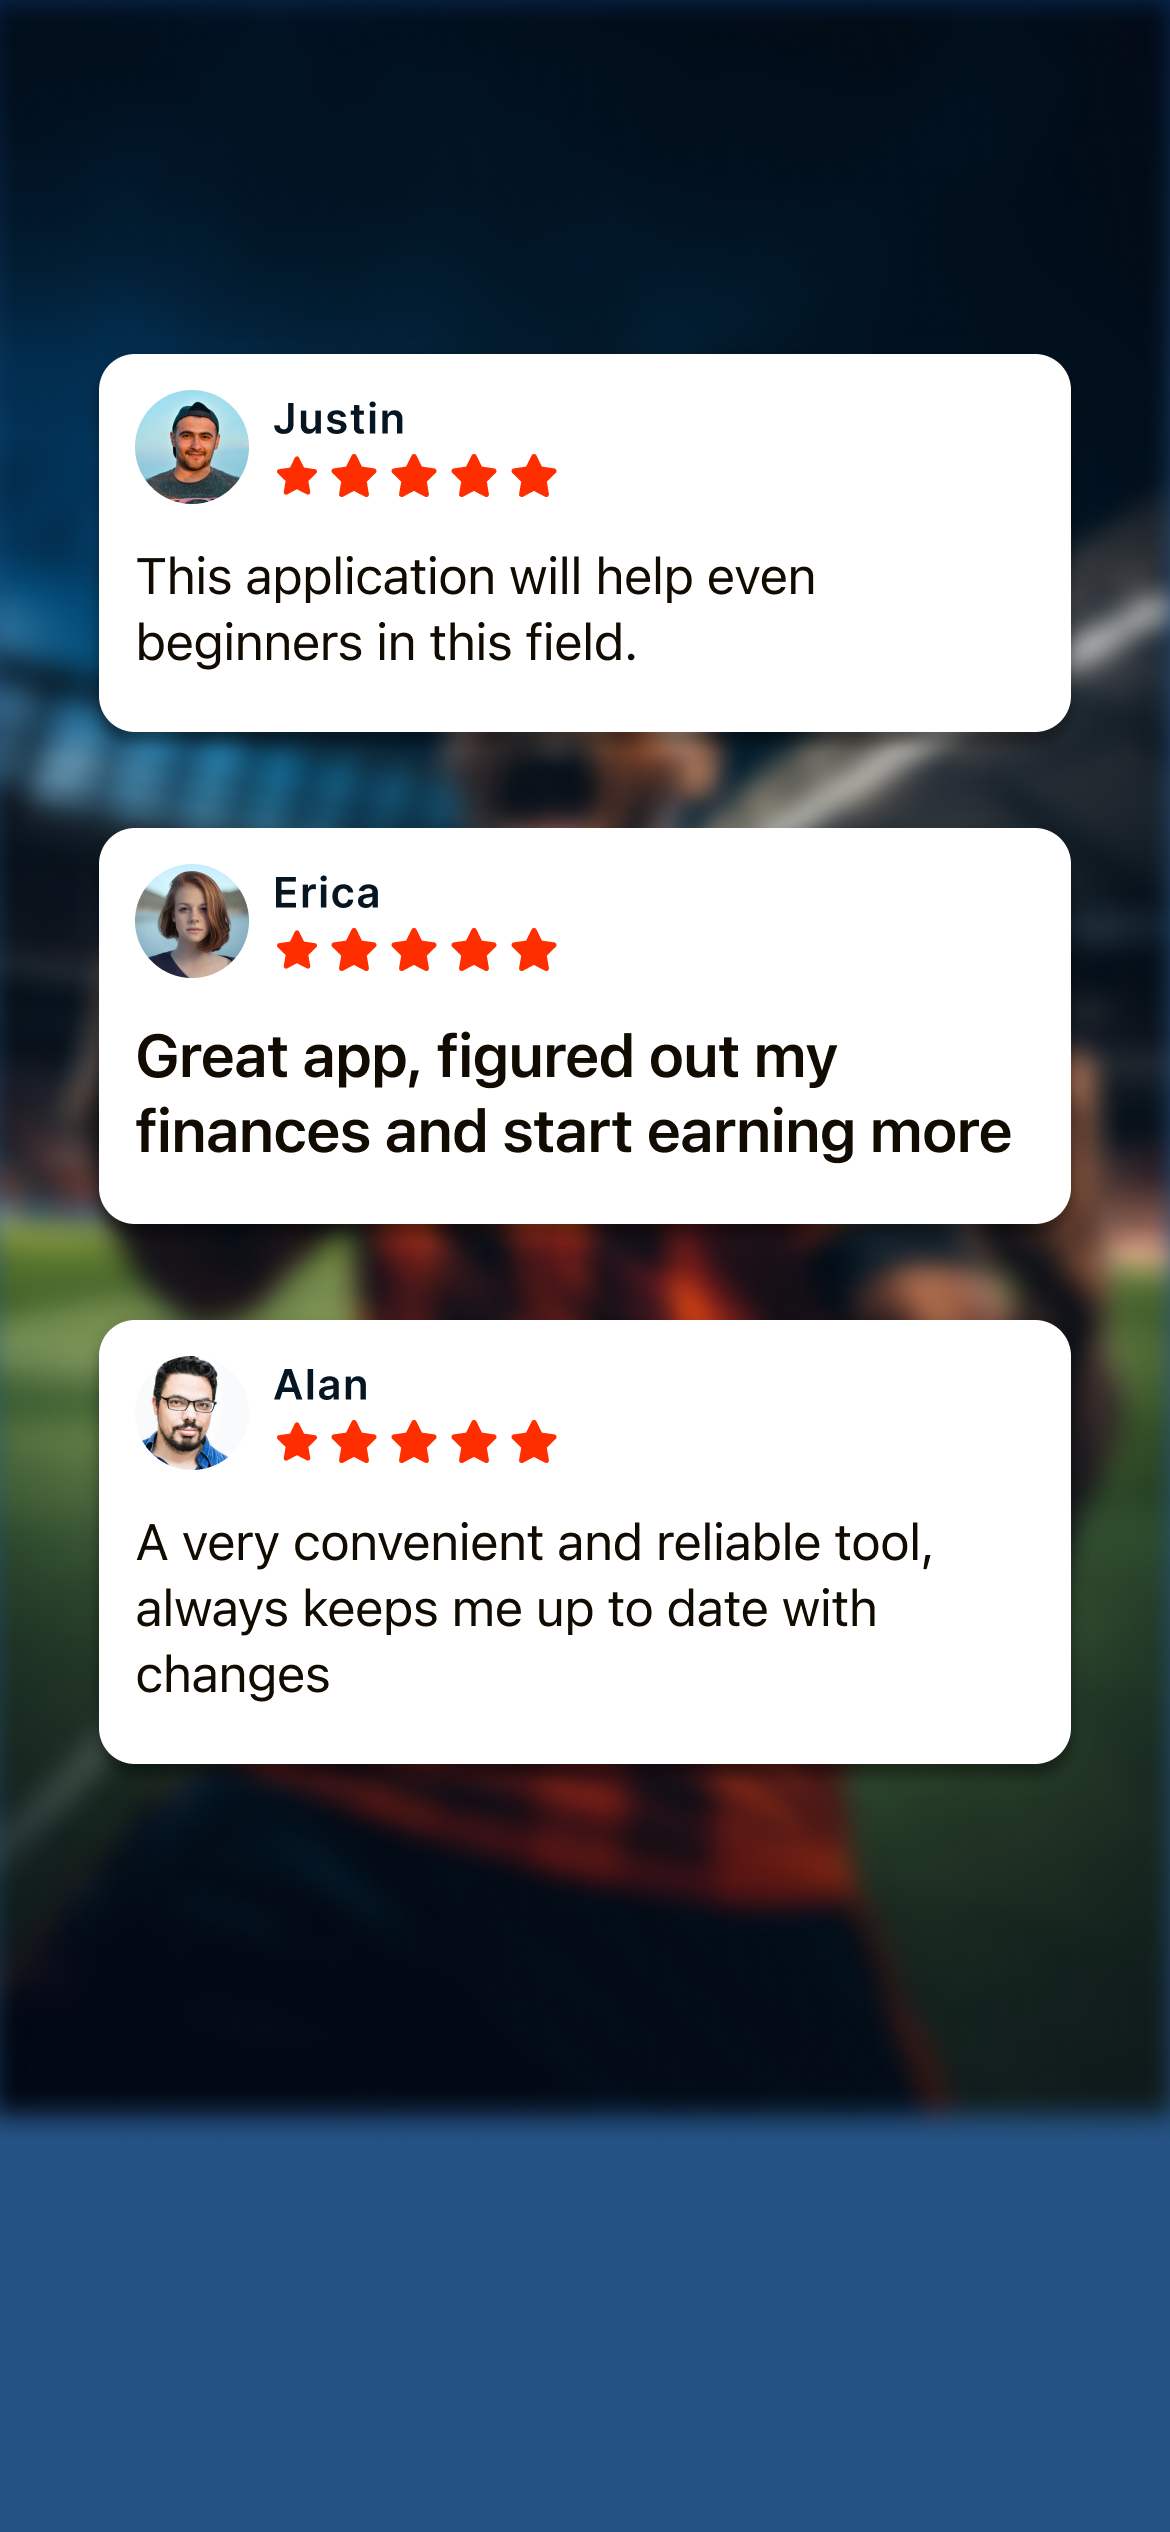 Justin
This application will help even
beginners in this field.
Erica
Great app, figured out my
finances and start earning more
Alan
A very convenient and reliable tool,
always keeps me up to date with
changes